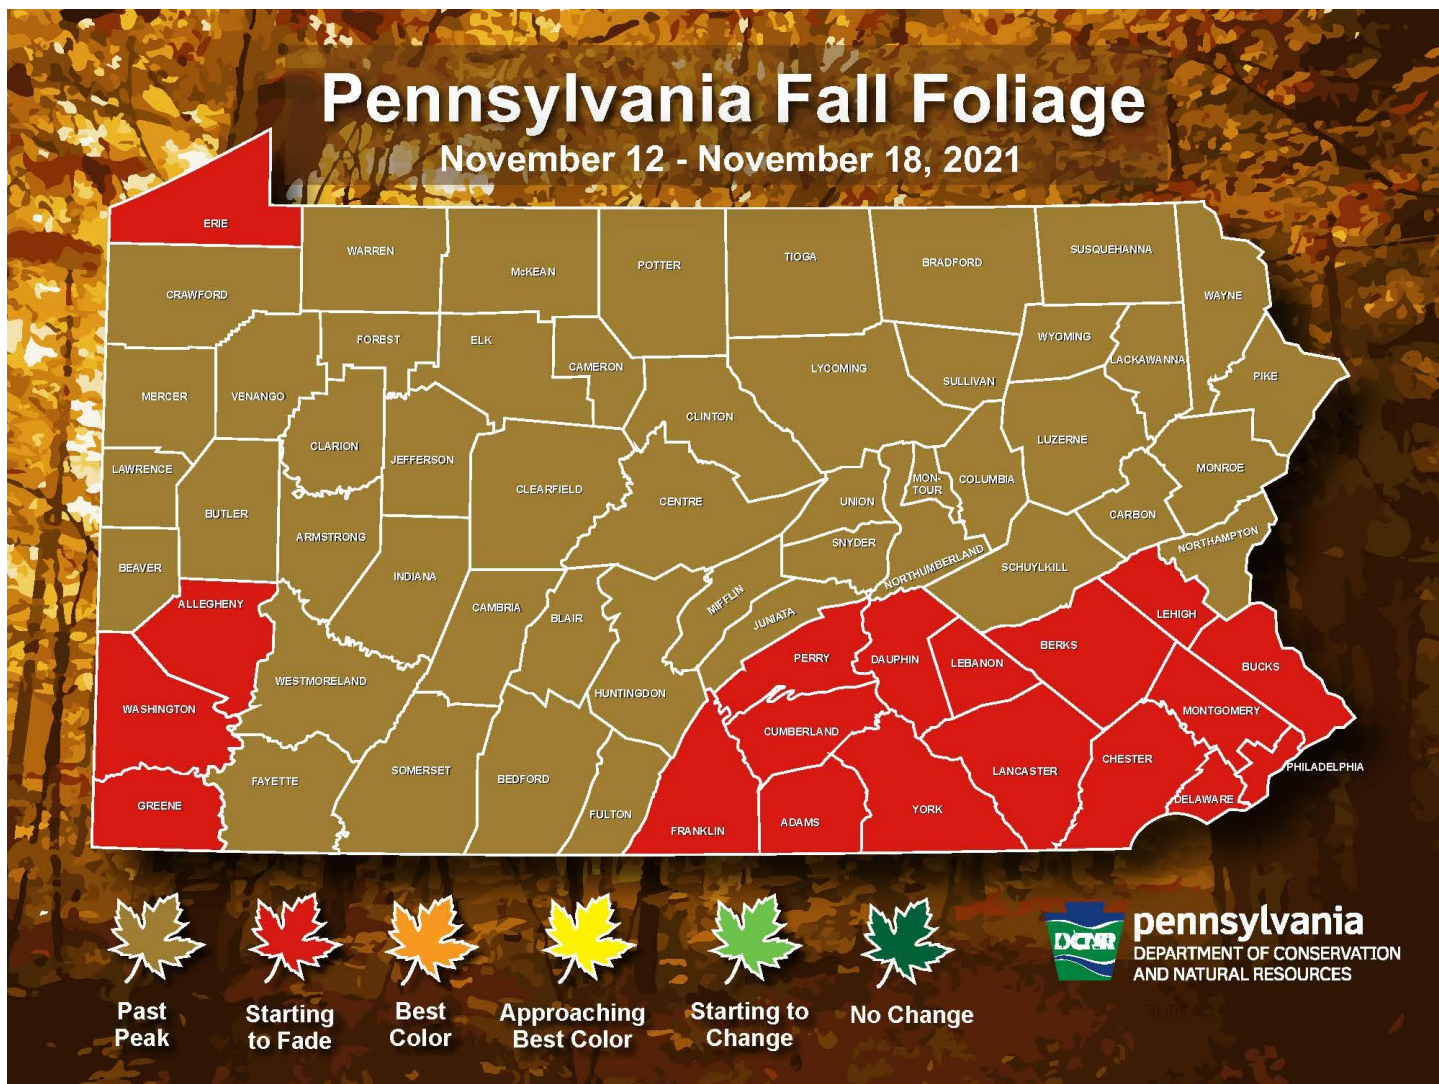 Pennsylvania Fall Foliage
November 12 - November 18, 2021
ERIE
WARREN
McKEAN
POTTER
TIOGA
BRADFORD
SUSQUEHANNA
WAYNE
CRAWFORD
FOREST
ELK
CAMERON
LYCOMING
SULLIVAN
WYOMING
LACKAWANNA
PIKE
MERCER
VENANGO
CLINTON
CLARION
JEFFERSON
LUZERNE
MONROE
LAWRENCE
CLEARFIELD
CENTRE
UNION
MON-
TOUR
COLUMBIA
BUTLER
ARMSTRONG
SNYDER
CARBON
NORTHAMPTON
BEAVER
INDIANA
NORTHUMBERLAND
SCHUYLKILL
ALLEGHENY
CAMBRIA
BLAIR
MIFFLIN
JUNIATA
LEHIGH
WESTMORELAND
HUNTINGDON
PERRY
DAUPHIN
LEBANON
BERKS
BUCKS
WASHINGTON
CUMBERLAND
MONTGOMERY
FAYETTE
SOMERSET
BEDFORD
FULTON
LANCASTER
CHESTER
PHILADELPHIA
GREENE
FRANKLIN
ADAMS
YORK
DELAWARE
Past
Peak
Starting
to Fade
Best
Color
Approaching
Best Color
Starting to
Change
No Change
DCNR
pennsylvania
DEPARTMENT OF CONSERVATION
AND NATURAL RESOURCES